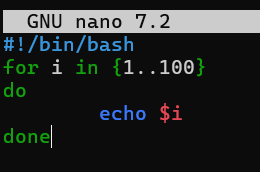 GNU nano 7.2
#!/bin/bash
for i in {1..100}
do
        echo $i
done